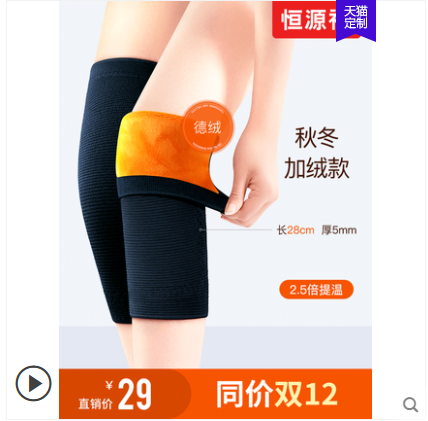 恒源祥
天猫
定制
德绒
秋冬
加绒款
长28cm 厚5mm
2.5倍提温
¥
直销价 29
同价双12